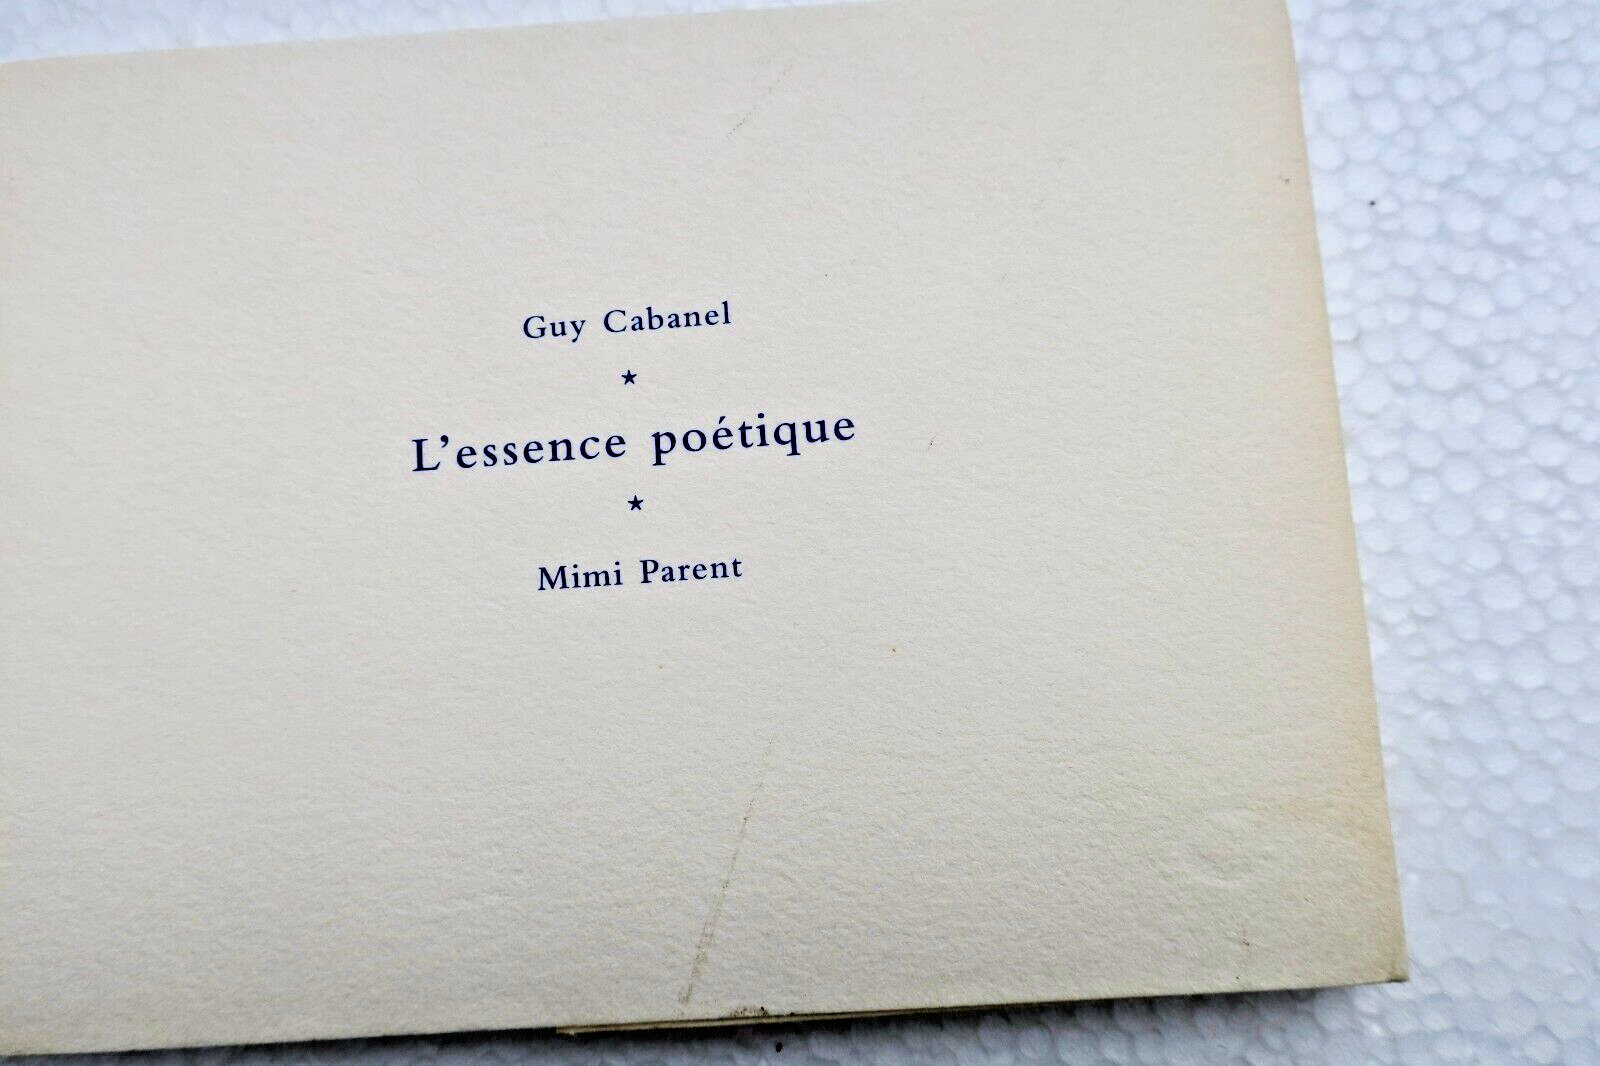 Guy Cabanel
★
L'essence poétique
★
Mimi Parent